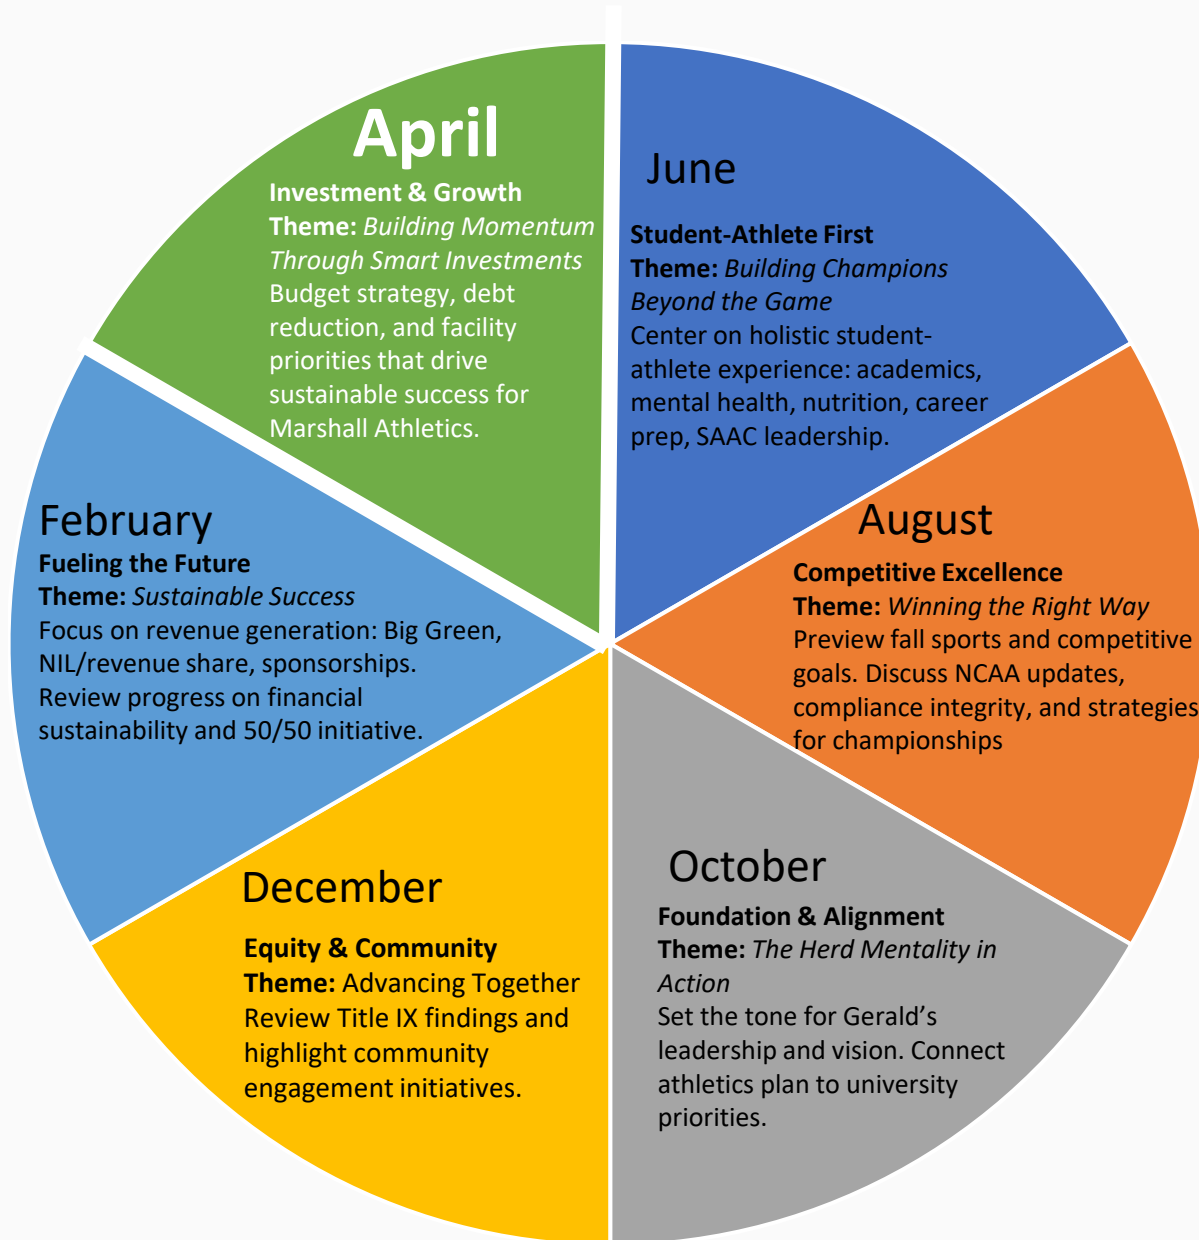 April
Investment & Growth
Theme: Building Momentum
Through Smart Investments
Budget strategy, debt
reduction, and facility
priorities that drive
sustainable success for
Marshall Athletics.
June
Student-Athlete First
Theme: Building Champions
Beyond the Game
Center on holistic student-
athlete experience: academics,
mental health, nutrition, career
prep, SAAC leadership.
August
Competitive Excellence
Theme: Winning the Right Way
Preview fall sports and competitive
goals. Discuss NCAA updates,
compliance integrity, and strategies
for championships
October
Foundation & Alignment
Theme: The Herd Mentality in
Action
Set the tone for Gerald’s
leadership and vision. Connect
athletics plan to university
priorities.
December
Equity & Community
Theme: Advancing Together
Review Title IX findings and
highlight community
engagement initiatives.
February
Fueling the Future
Theme: Sustainable Success
Focus on revenue generation: Big Green,
NIL/revenue share, sponsorships.
Review progress on financial
sustainability and 50/50 initiative.